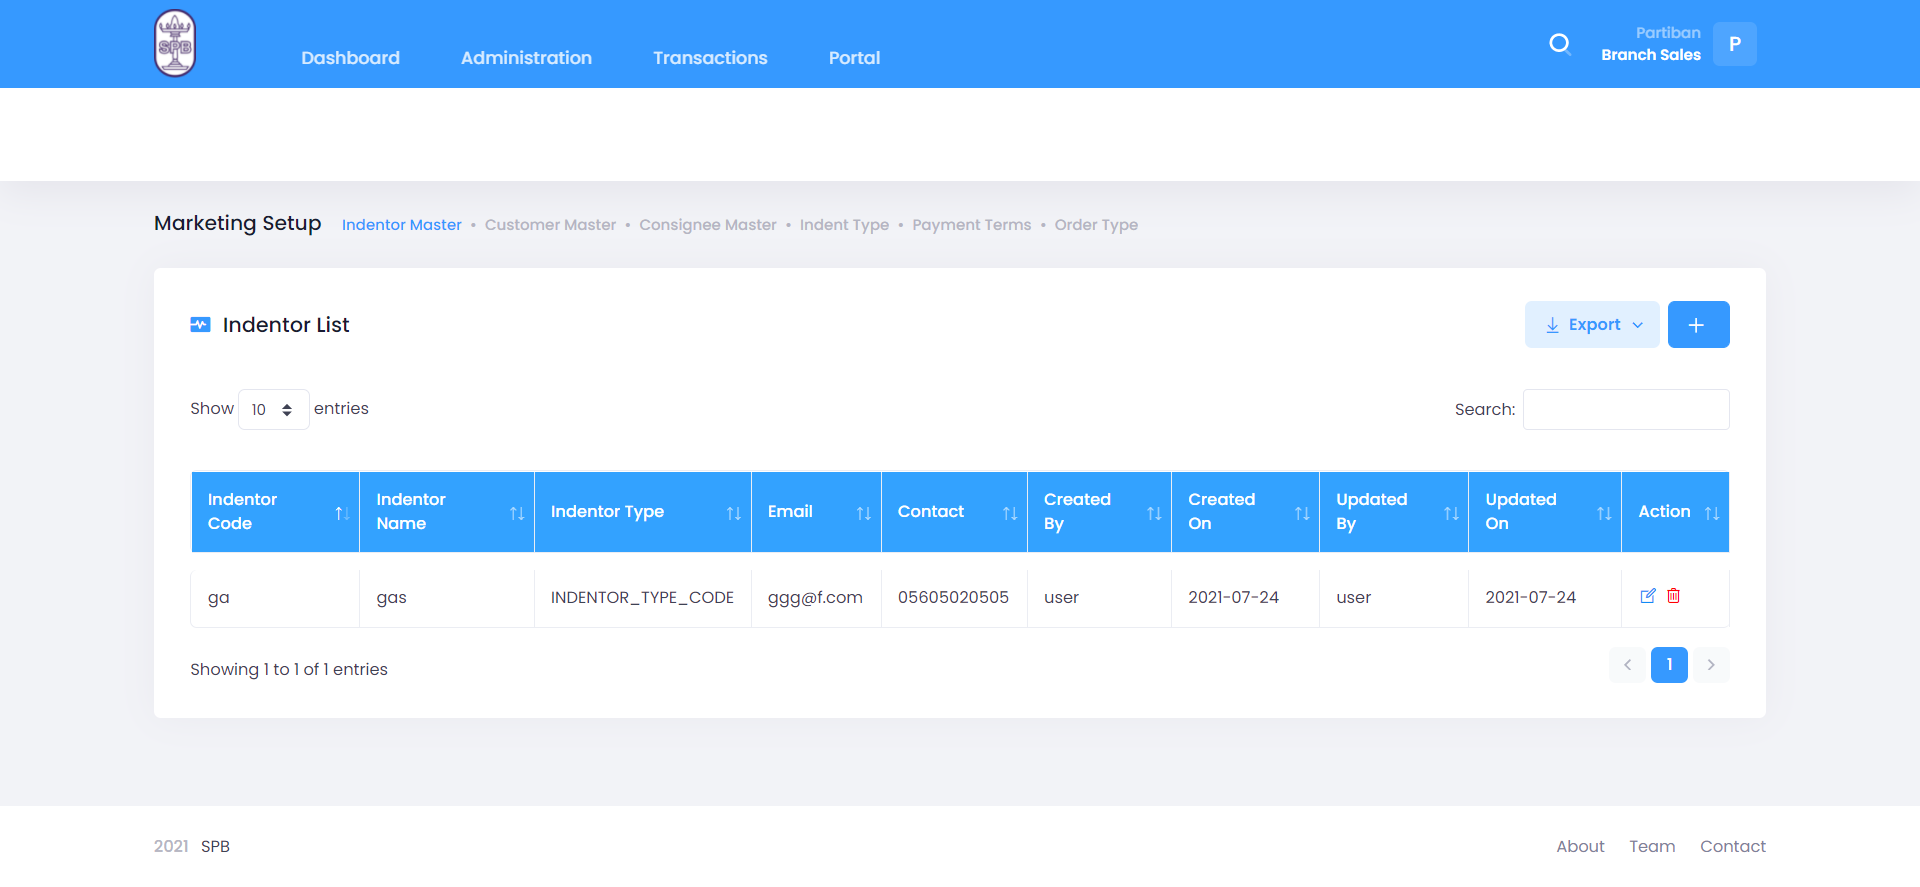 SPB
Dashboard
Administration
Transactions
Portal
Partiban
Branch Sales
P
Marketing Setup
Indentor Master • Customer Master • Consignee Master • Indent Type • Payment Terms • Order Type
Indentor List
Export
Show 10 entries
Search:
Indentor Code
Indentor Name
Indentor Type
Email
Contact
Created By
Created On
Updated By
Updated On
Action
ga
gas
INDENTOR_TYPE_CODE
ggg@f.com
05605020505
user
2021-07-24
user
2021-07-24
Showing 1 to 1 of 1 entries
1
2021 SPB
About
Team
Contact